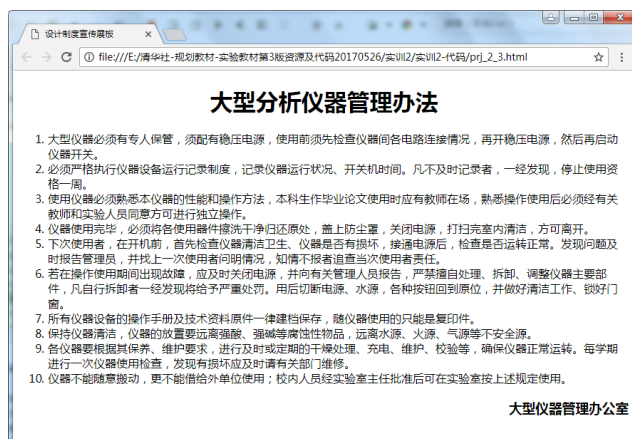 设计制度宣传展板
file:///E:/清华社-规划教材-实验教材第3版资源及代码20170526/实训2/实训2-代码/prj_2_3.html
大型分析仪器管理办法
1. 大型仪器必须有专人保管，须配有稳压电源，使用前须先检查仪器间各电路连接情况，再开稳压电源，然后再启动
仪器开关。
2. 必须严格执行仪器设备运行记录制度，记录仪器运行状况、开关机时间。凡不及时记录者，一经发现，停止使用资
格一周。
3. 使用仪器必须熟悉本仪器的性能和操作方法，本科生作毕业论文使用时应有教师在场，熟悉操作使用后必须经有关
教师和实验人员同意方可进行独立操作。
4. 仪器使用完毕，必须将各使用器件擦洗干净归还原处，盖上防尘罩，关闭电源，打扫完室内清洁，方可离开。
5. 下次使用者，在开机前，首先检查仪器清洁卫生、仪器是否有损坏，接通电源后，检查是否运转正常。发现问题及
时报告管理员，并找上一次使用者问明情况，知情不报者追查当次使用者责任。
6. 若在操作使用期间出现故障，应及时关闭电源，并向有关管理人员报告，严禁擅自处理、拆卸、调整仪器主要部
件，凡自行拆卸者一经发现将给予严重处罚。用后切断电源、水源，各种按钮回到原位，并做好清洁工作、锁好门
窗。
7. 所有仪器设备的操作手册及技术资料原件一律建档保存，随仪器使用的只能是复印件。
8. 保持仪器清洁，仪器的放置要远离强酸、强碱等腐蚀性物品，远离水源、火源、气源等不安全源。
9. 各仪器要根据其保养、维护要求，进行及时或定期的干燥处理、充电、维护、校验等，确保仪器正常运转。每学期
进行一次仪器使用检查，发现有损坏应及时请有关部门维修。
10. 仪器不能随意搬动，更不能借给外单位使用；校内人员经实验室主任批准后可在实验室按上述规定使用。
大型仪器管理办公室